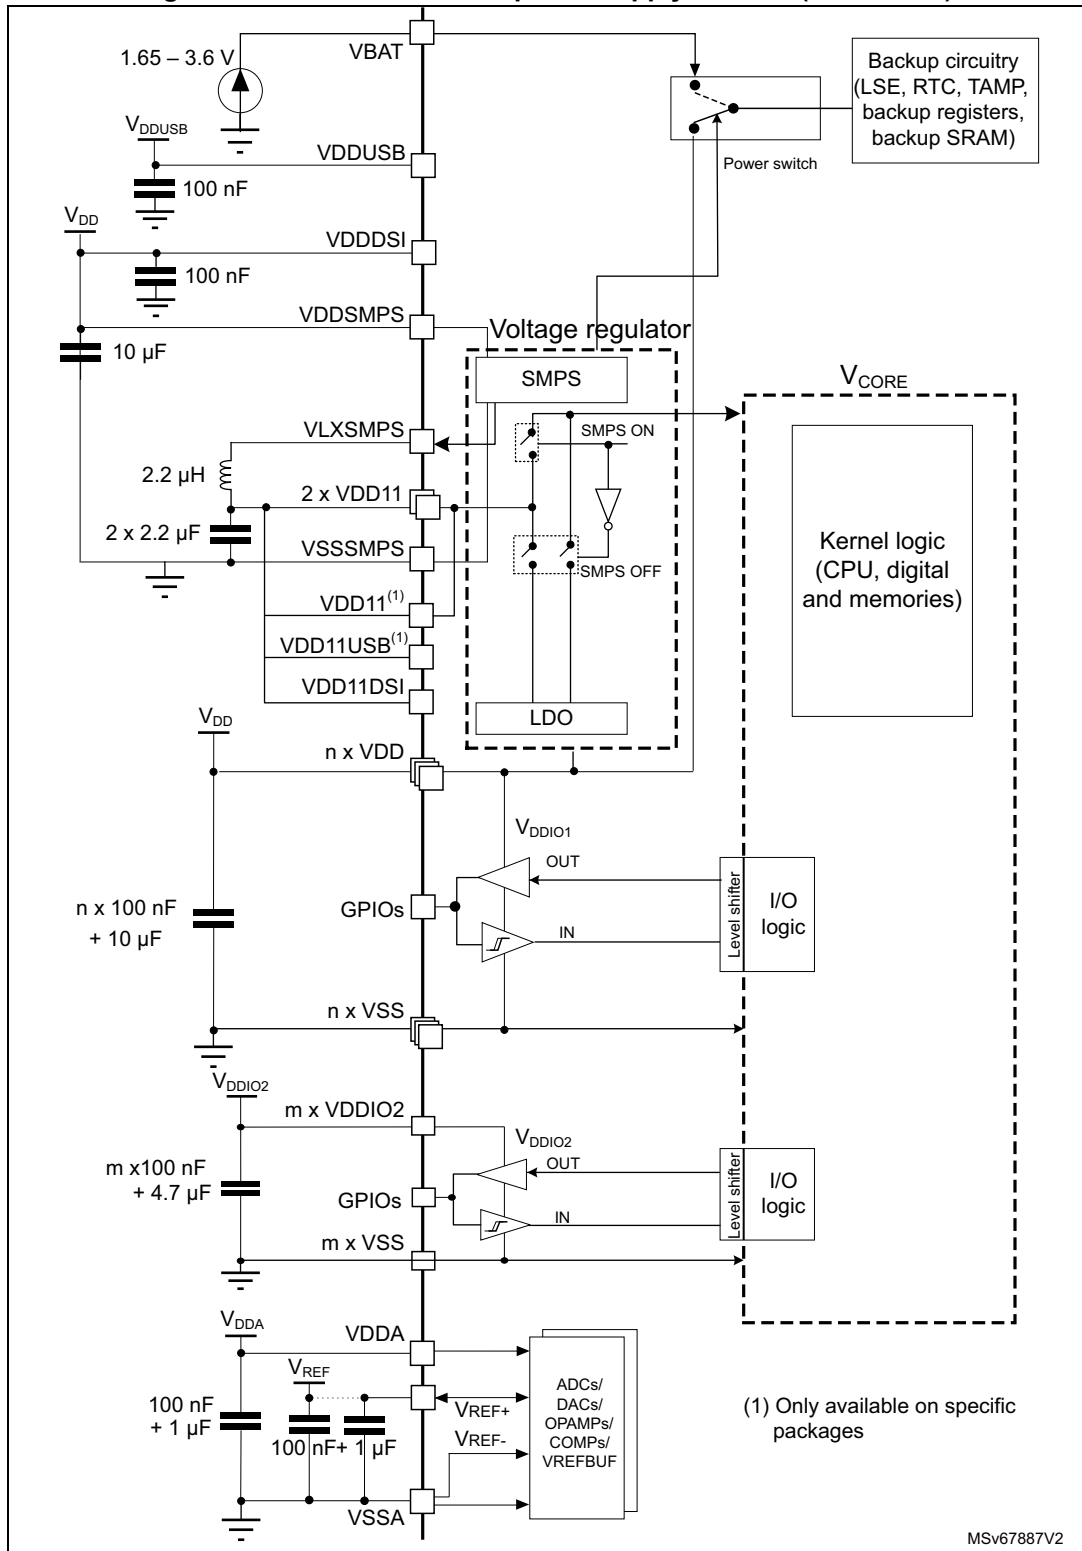 VBAT
1.65 – 3.6 V
Backup circuitry
(LSE, RTC, TAMP,
backup registers,
backup SRAM)
Power switch
VDDUSB
VDDUSB
100 nF
VDD
VDDDSI
100 nF
VDDSMPS
10 µF
Voltage regulator
SMPS
VCORE
VLXSMPS
SMPS ON
2.2 µH
2 x VDD11
2 x 2.2 µF
VSSSMPS
SMPS OFF
Kernel logic
(CPU, digital
and memories)
VDD11(1)
VDD11USB(1)
VDD11DSI
LDO
VDD
n x VDD
VDDIO1
OUT
GPIOs
IN
Level shifter
I/O
logic
n x 100 nF
+ 10 µF
n x VSS
VDDIO2
m x VDDIO2
VDDIO2
OUT
m x100 nF
+ 4.7 µF
GPIOs
IN
Level shifter
I/O
logic
m x VSS
VDDA
VDDA
VREF
100 nF
+ 1 µF
VREF+
100 nF+ 1 µF
VREF-
ADCs/
DACs/
OPAMPs/
COMPs/
VREFBUF
VSSA
(1) Only available on specific
packages
MSv67887V2